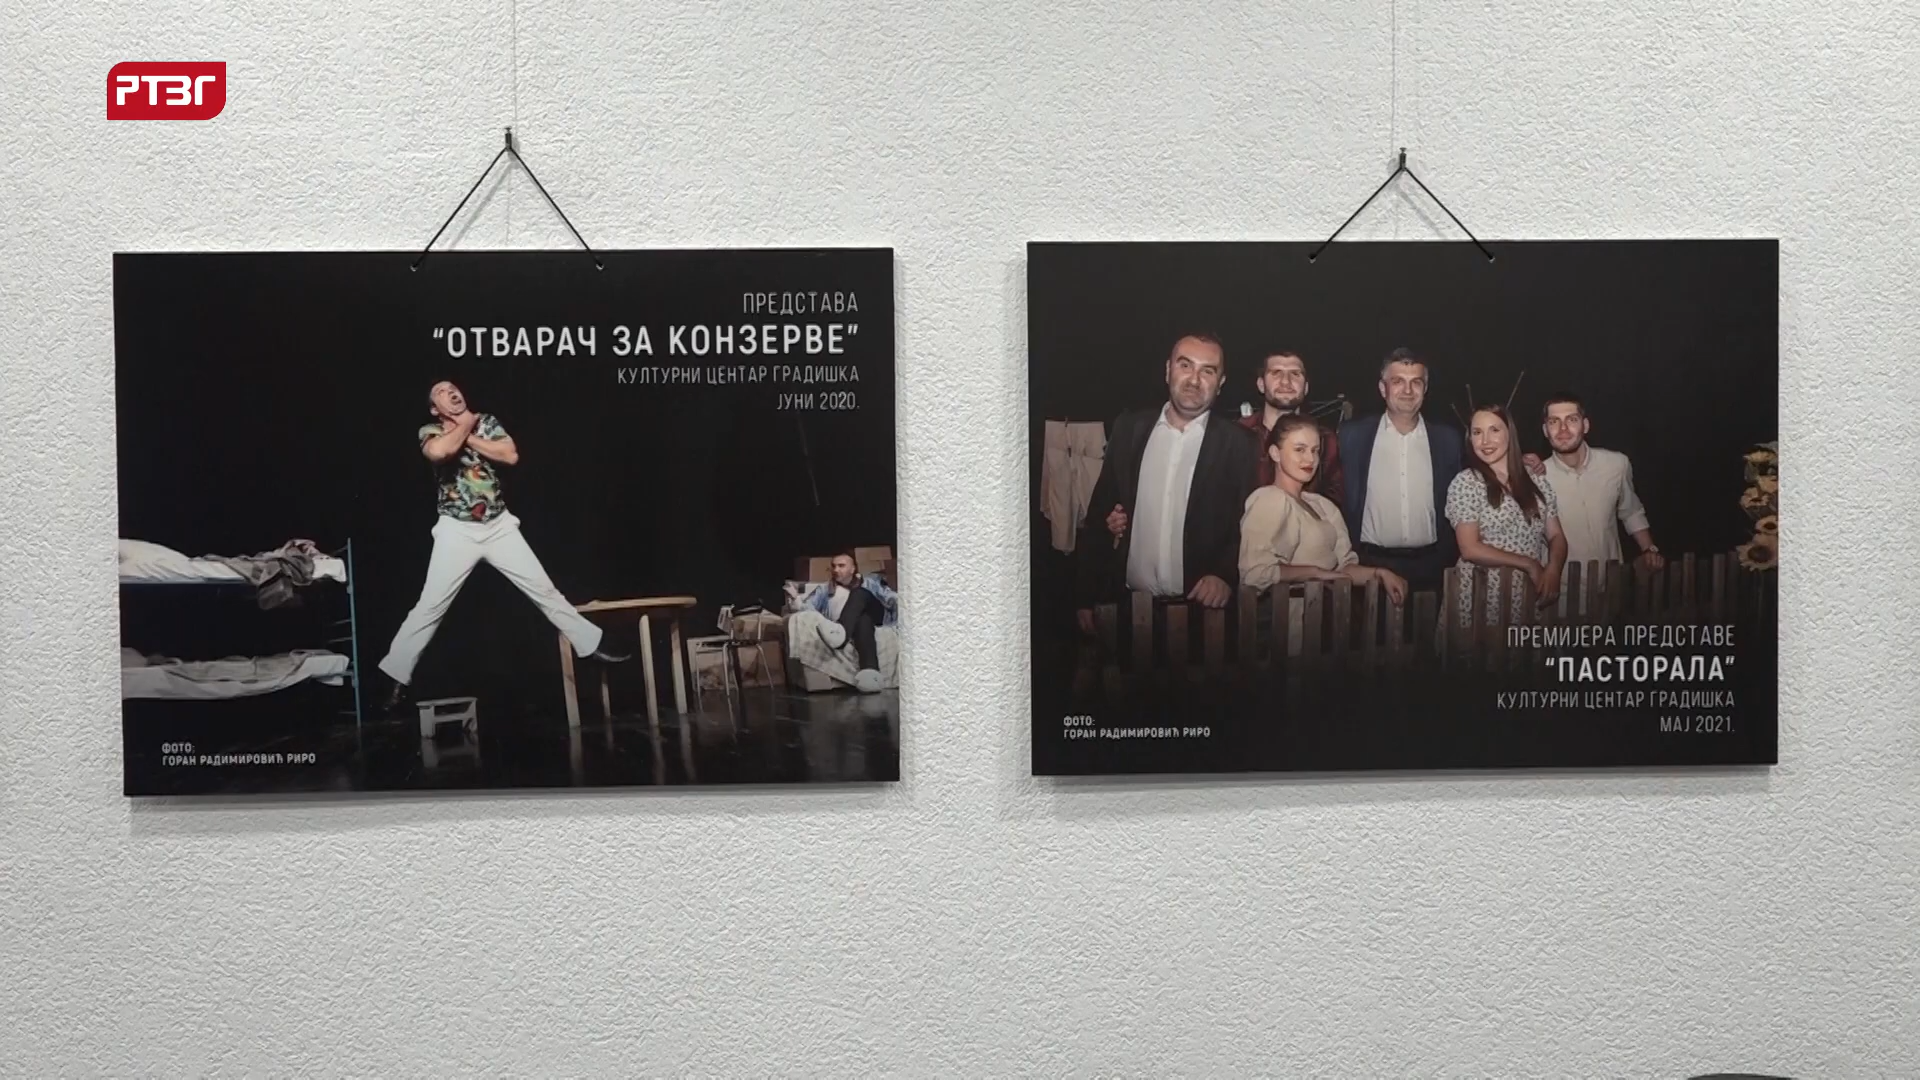 РТВГ
ПРЕДСТАВА
“ОТВАРАЧ ЗА КОНЗЕРВЕ”
КУЛТУРНИ ЦЕНТАР ГРАДИШКА
ЈУНИ 2020.
ФОТО:
ГОРАН РАДИМИРОВИЋ РИРО
ПРЕМИЈЕРА ПРЕДСТАВЕ
“ПАСТОРАЛА”
КУЛТУРНИ ЦЕНТАР ГРАДИШКА
МАЈ 2021.
ФОТО:
ГОРАН РАДИМИРОВИЋ РИРО